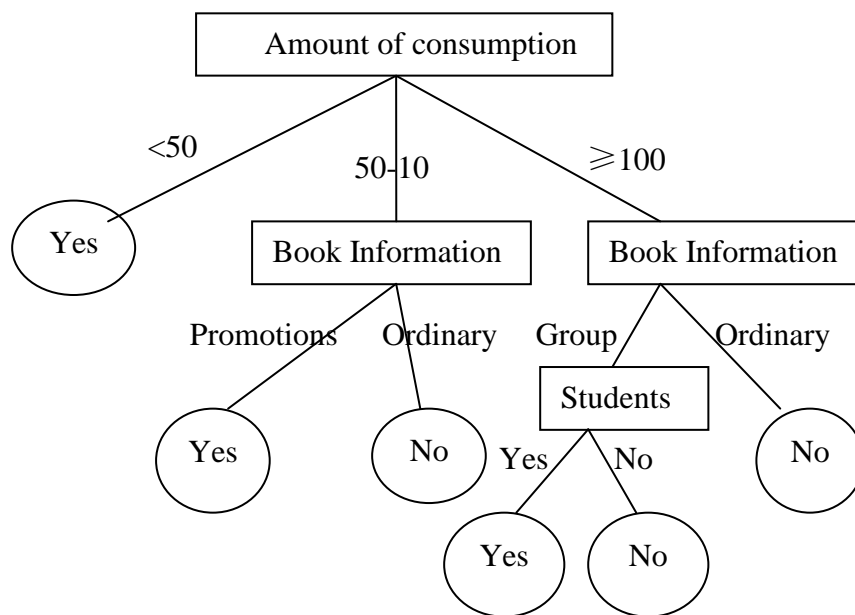 Amount of consumption
<50
50-10
≥100
Yes
Book Information
Book Information
Promotions
Ordinary
Group
Ordinary
Students
Yes
No
Yes
No
No
Yes
No